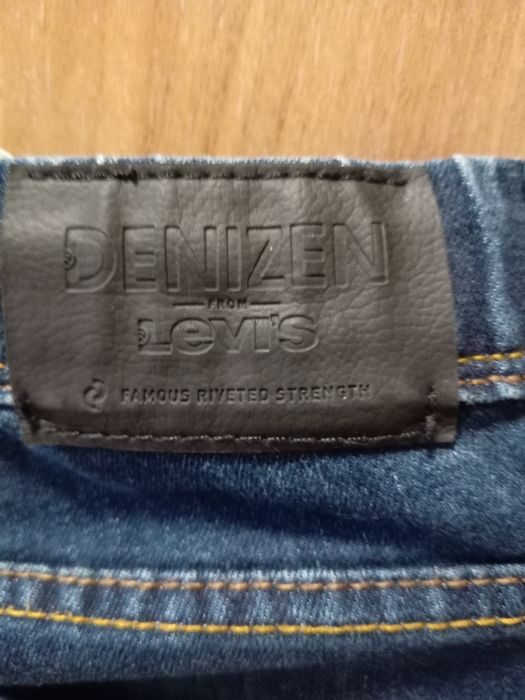 DENIZEN
FROM
Levi's
FAMOUS RIVETED STRENGTH